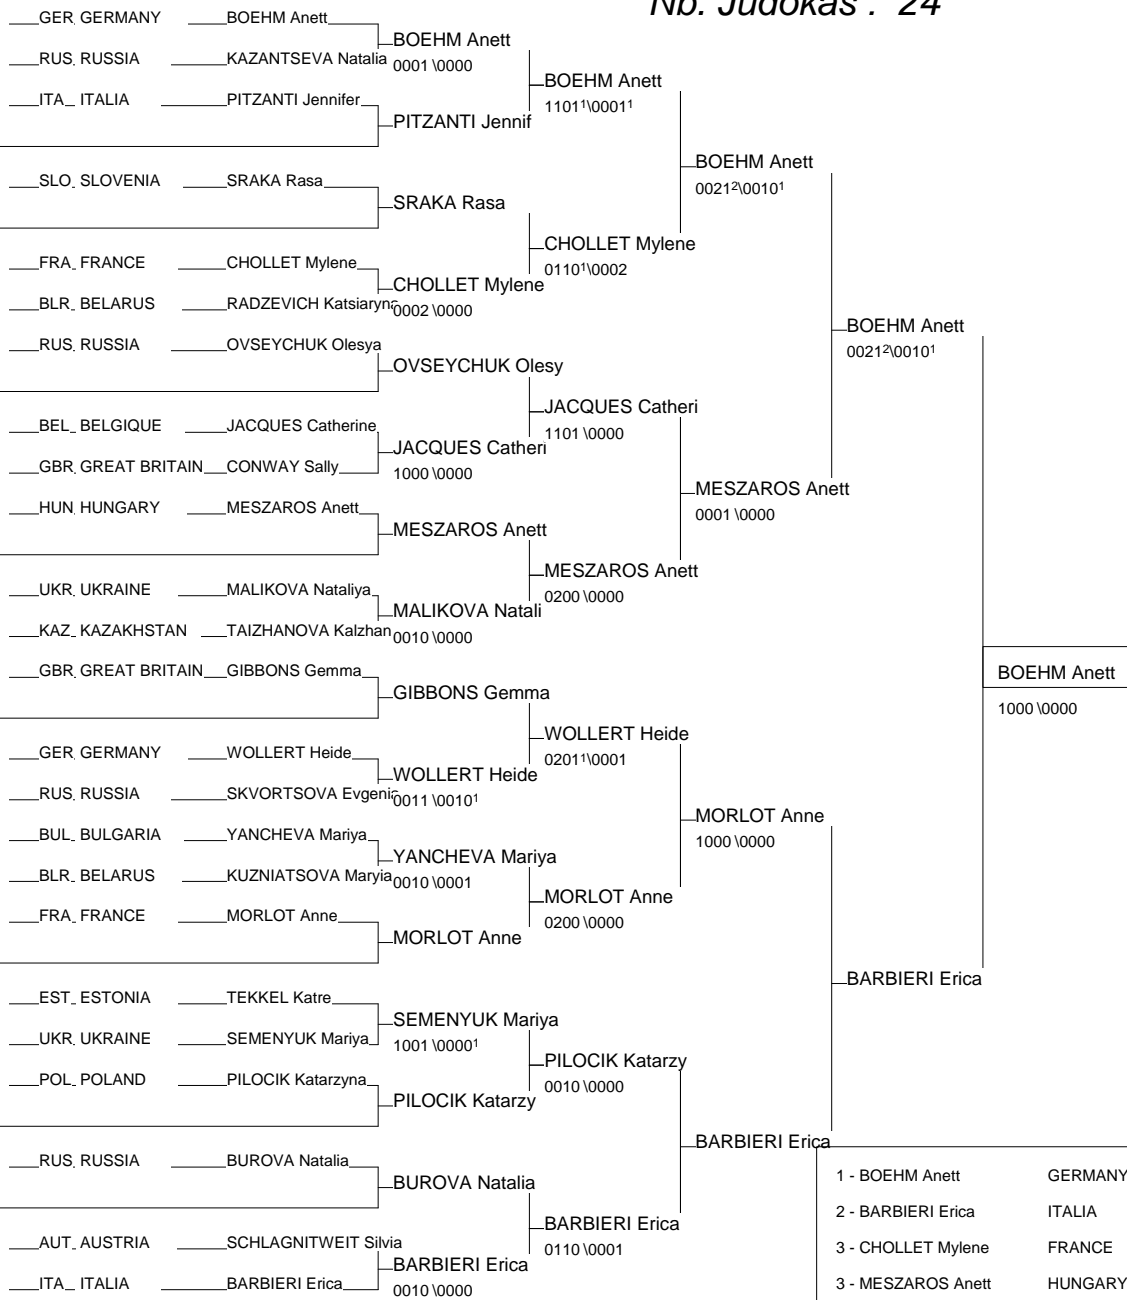 Nb. Judokas : 24
GER GERMANY BOEHM Anett
BOEHM Anett
RUS RUSSIA KAZANTSEVA Natalia
0001 \0000
BOEHM Anett
ITA ITALIA PITZANTI Jennifer
1101¹\0001¹
PITZANTI Jennif
BOEHM Anett
SLO SLOVENIA SRAKA Rasa
0021²\0010¹
SRAKA Rasa
CHOLLET Mylene
FRA FRANCE CHOLLET Mylene
0110¹\0002
CHOLLET Mylene
BLR BELARUS RADZEVICH Katsiaryna
0002 \0000
BOEHM Anett
RUS RUSSIA OVSEYCHUK Olesya
0021²\0010¹
OVSEYCHUK Olesy
JACQUES Catheri
BEL BELGIQUE JACQUES Catherine
1101 \0000
JACQUES Catheri
GBR GREAT BRITAIN CONWAY Sally
1000 \0000
MESZAROS Anett
HUN HUNGARY MESZAROS Anett
0001 \0000
MESZAROS Anett
MESZAROS Anett
UKR UKRAINE MALIKOVA Nataliya
0200 \0000
MALIKOVA Natali
KAZ KAZAKHSTAN TAIZHANOVA Kalzhan
0010 \0000
GBR GREAT BRITAIN GIBBONS Gemma
BOEHM Anett
1000 \0000
GIBBONS Gemma
WOLLERT Heide
GER GERMANY WOLLERT Heide
0201¹\0001
WOLLERT Heide
RUS RUSSIA SKVORTSOVA Evgenia
0011 \0010¹
MORLOT Anne
BUL BULGARIA YANCHEVA Mariya
1000 \0000
YANCHEVA Mariya
BLR BELARUS KUZNIATSOVA Maryia
0010 \0001
MORLOT Anne
FRA FRANCE MORLOT Anne
0200 \0000
MORLOT Anne
BARBIERI Erica
EST ESTONIA TEKKEL Katre
SEMENYUK Mariya
UKR UKRAINE SEMENYUK Mariya
1001 \0000¹
PILOCIK Katarzy
POL POLAND PILOCIK Katarzyna
0010 \0000
PILOCIK Katarzy
BARBIERI Erica
RUS RUSSIA BUROVA Natalia
BUROVA Natalia
BARBIERI Erica
AUT AUSTRIA SCHLAGNITWEIT Silvia
0110 \0001
BARBIERI Erica
ITA ITALIA BARBIERI Erica
0010 \0000
1 - BOEHM Anett GERMANY
2 - BARBIERI Erica ITALIA
3 - CHOLLET Mylene FRANCE
3 - MESZAROS Anett HUNGARY